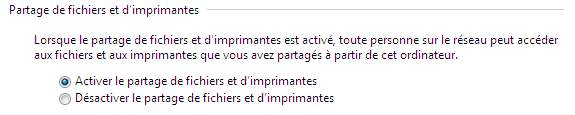 Partage de fichiers et d'imprimantes
Lorsque le partage de fichiers et d'imprimantes est activé, toute personne sur le réseau peut accéder
aux fichiers et aux imprimantes que vous avez partagés à partir de cet ordinateur.
Activer le partage de fichiers et d'imprimantes
Désactiver le partage de fichiers et d'imprimantes